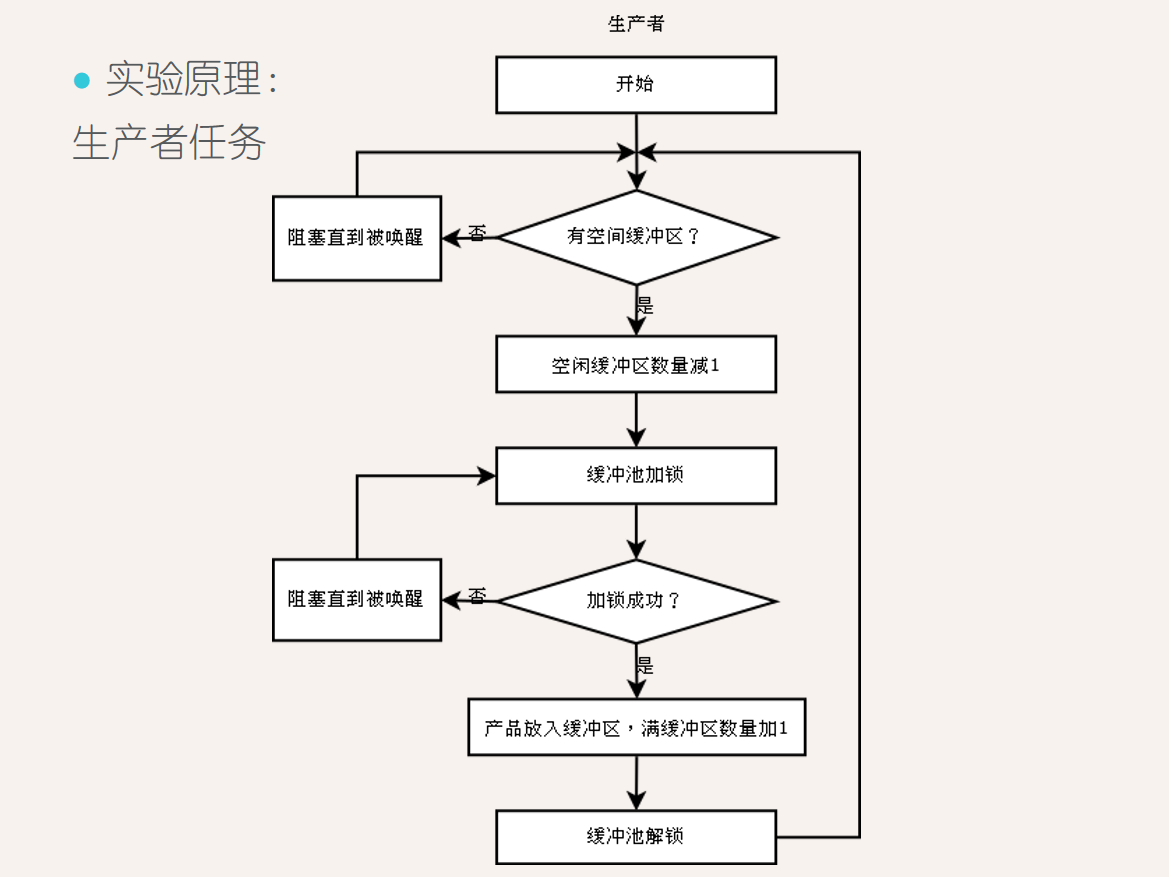 生产者
实验原理：
生产者任务
开始
有空间缓冲区？
否
阻塞直到被唤醒
是
空闲缓冲区数量减1
缓冲池加锁
加锁成功？
否
阻塞直到被唤醒
是
产品放入缓冲区，满缓冲区数量加1
缓冲池解锁